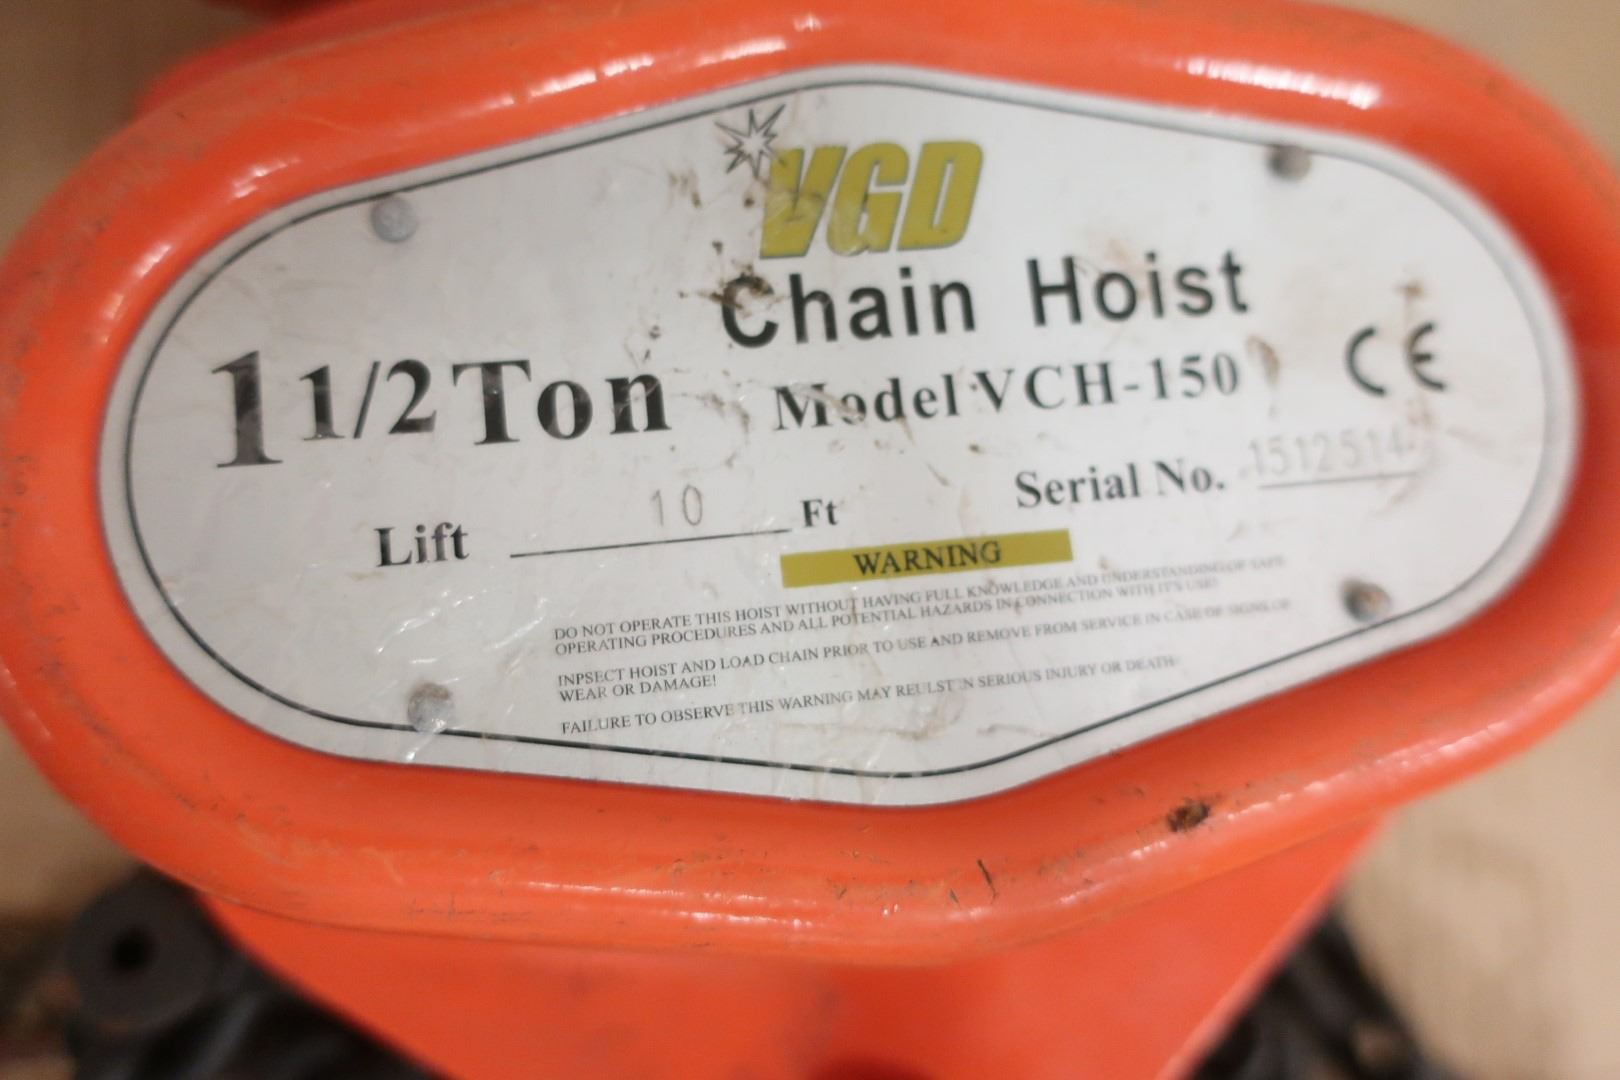 VGD
Chain Hoist
1 1/2 Ton
Model VCH-150
CE
Lift 10 Ft
Serial No. 1512514
WARNING
DO NOT OPERATE THIS HOIST WITHOUT HAVING FULL KNOWLEDGE AND UNDERSTANDING OF SAFE
OPERATING PROCEDURES AND ALL POTENTIAL HAZARDS IN CONNECTION WITH IT'S USE!
INPSECT HOIST AND LOAD CHAIN PRIOR TO USE AND REMOVE FROM SERVICE IN CASE OF SIGNS OF
WEAR OR DAMAGE!
FAILURE TO OBSERVE THIS WARNING MAY REULST IN SERIOUS INJURY OR DEATH